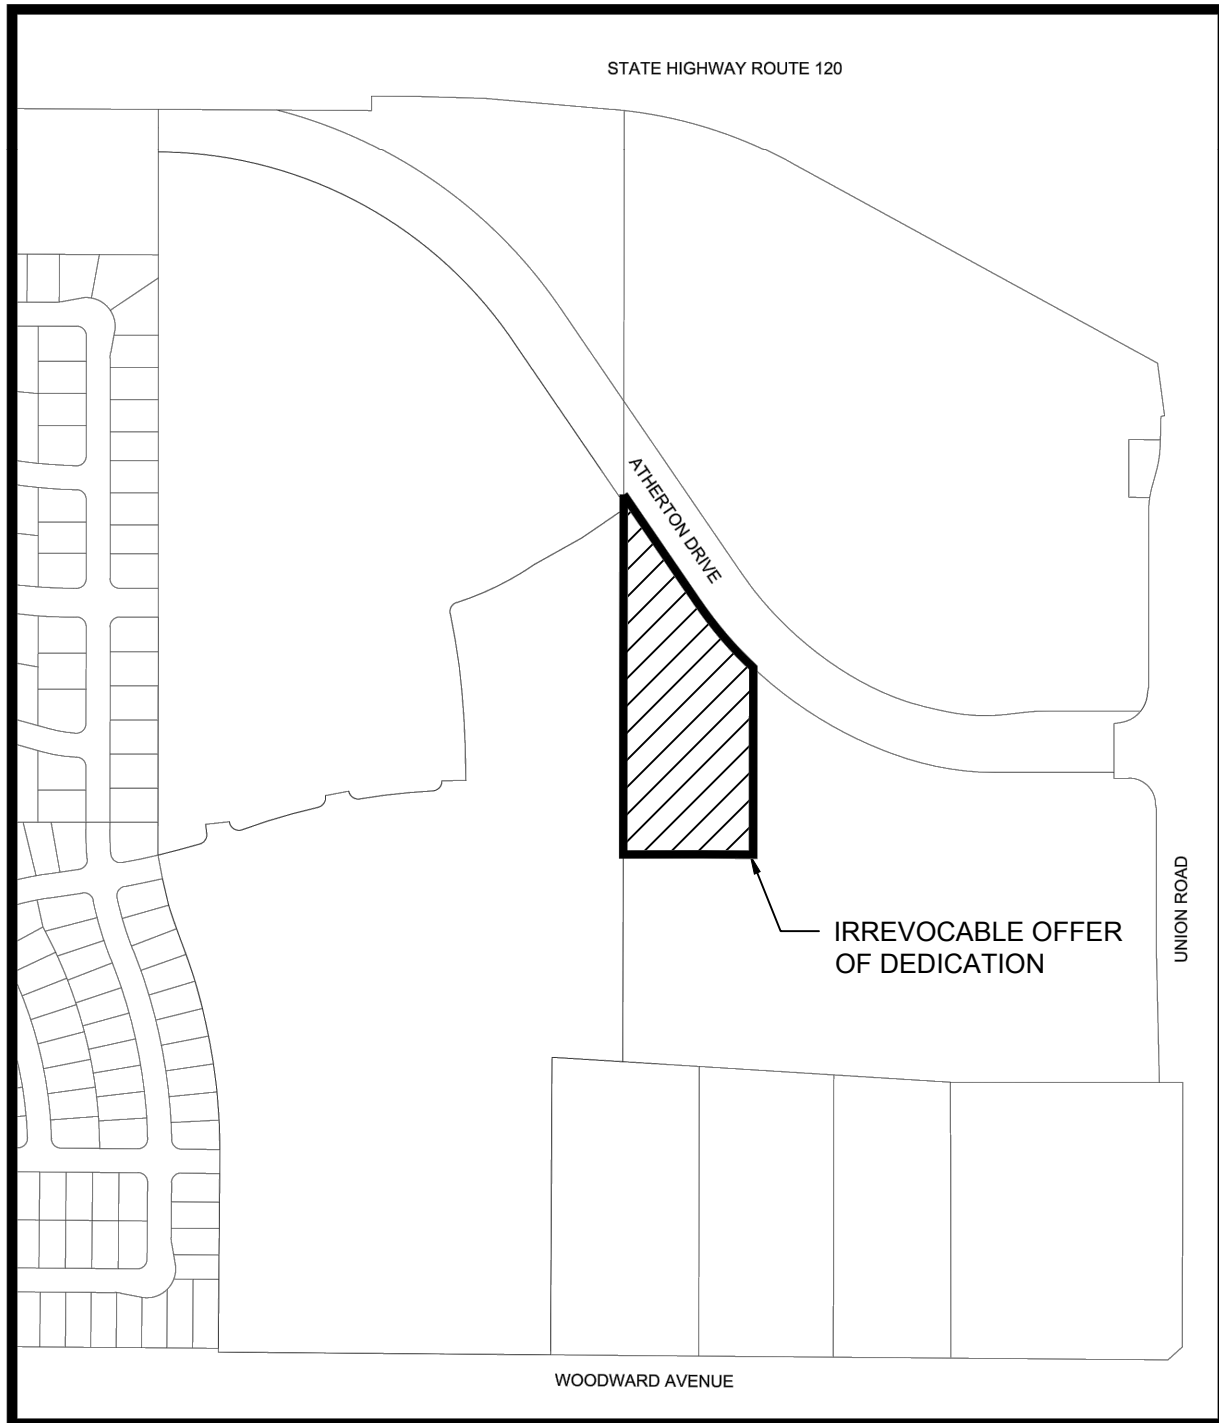 STATE HIGHWAY ROUTE 120
ATHERTON DRIVE
UNION ROAD
IRREVOCABLE OFFER
OF DEDICATION
WOODWARD AVENUE